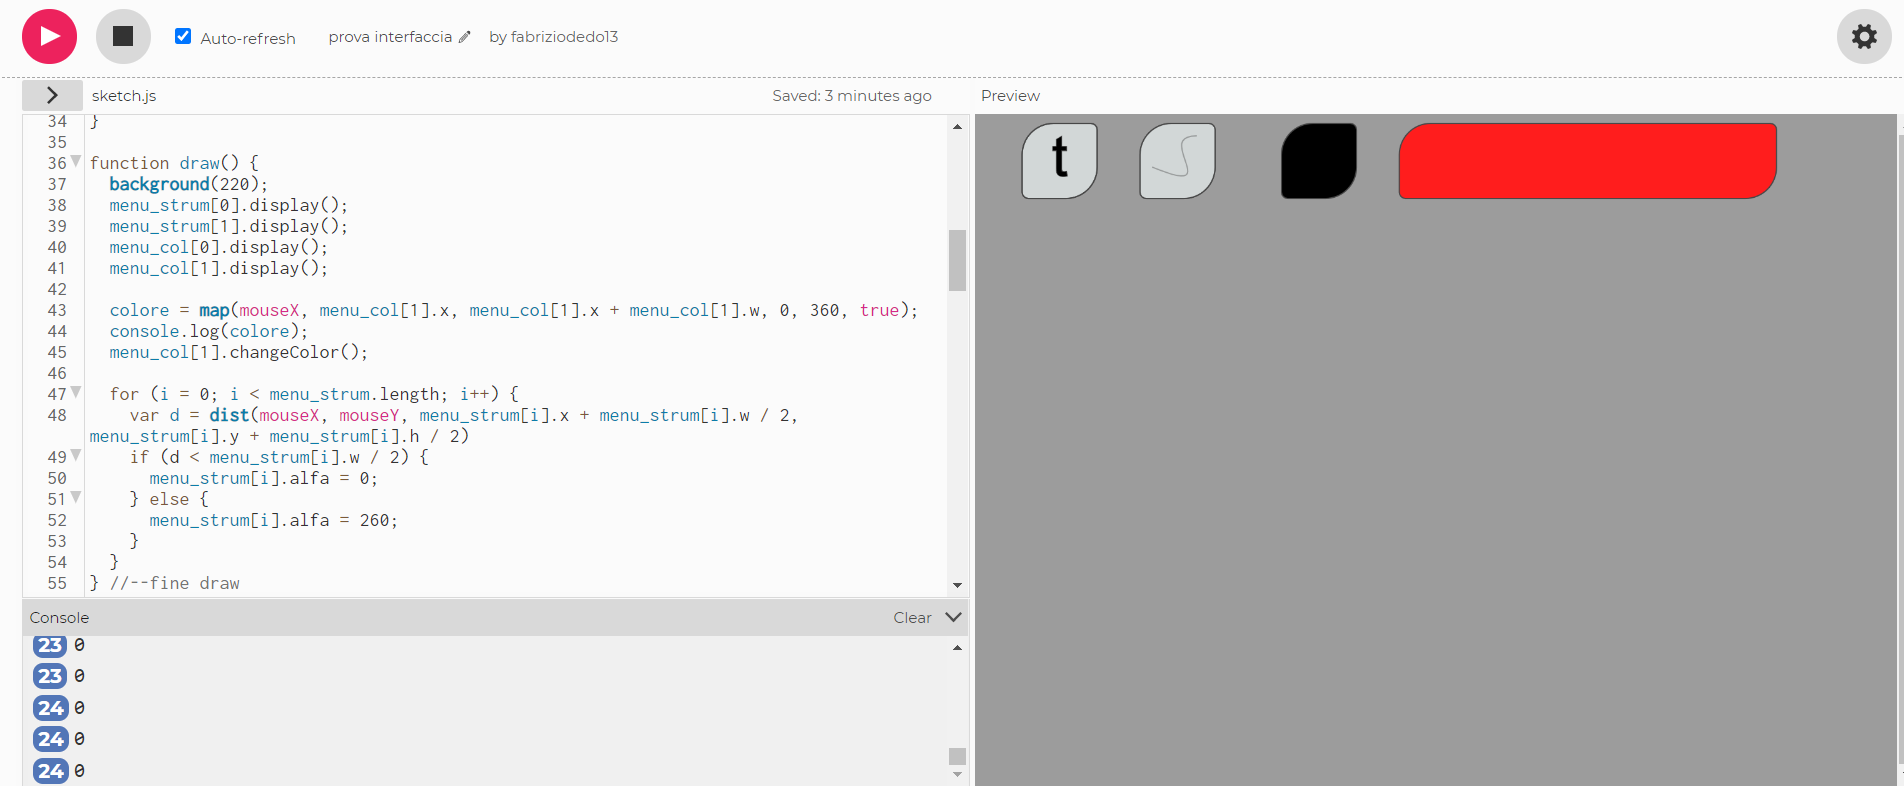 Auto-refresh prova interfaccia by fabriziodedo13
sketch.js Saved: 3 minutes ago Preview
34 }
35
36 function draw() {
37 background(220);
38 menu_strum[0].display();
39 menu_strum[1].display();
40 menu_col[0].display();
41 menu_col[1].display();
42
43 colore = map(mouseX, menu_col[1].x, menu_col[1].x + menu_col[1].w, 0, 360, true);
44 console.log(colore);
45 menu_col[1].changeColor();
46
47 for (i = 0; i < menu_strum.length; i++) {
48 var d = dist(mouseX, mouseY, menu_strum[i].x + menu_strum[i].w / 2,
menu_strum[i].y + menu_strum[i].h / 2)
49 if (d < menu_strum[i].w / 2) {
50 menu_strum[i].alfa = 0;
51 } else {
52 menu_strum[i].alfa = 260;
53 }
54 }
55 } //--fine draw
Console Clear
23 0
23 0
24 0
24 0
24 0
t